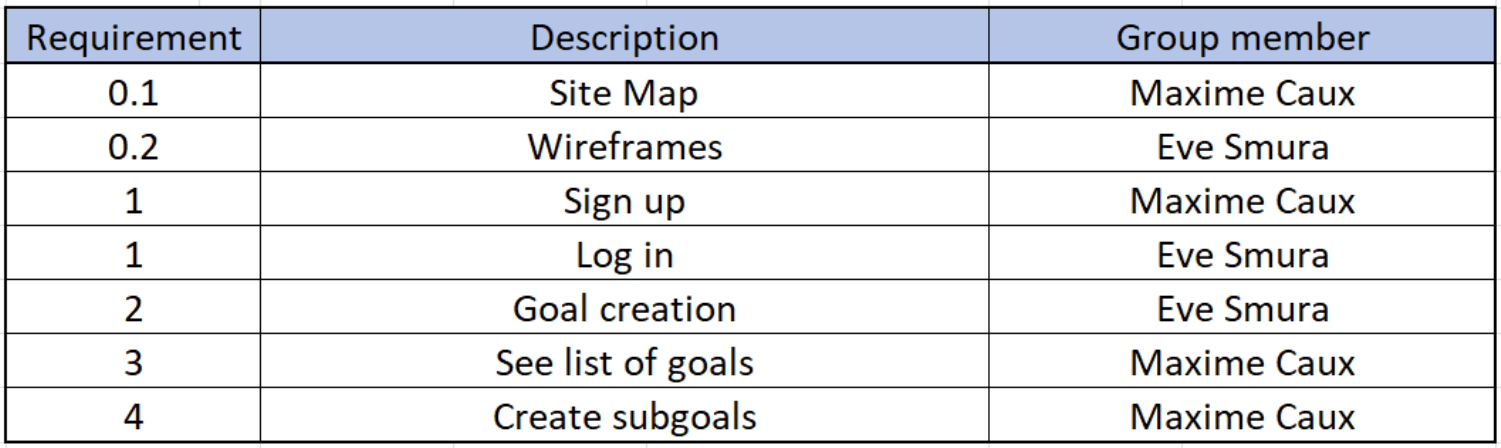 Requirement Description Group member
0.1 Site Map Maxime Caux
0.2 Wireframes Eve Smura
1 Sign up Maxime Caux
1 Log in Eve Smura
2 Goal creation Eve Smura
3 See list of goals Maxime Caux
4 Create subgoals Maxime Caux